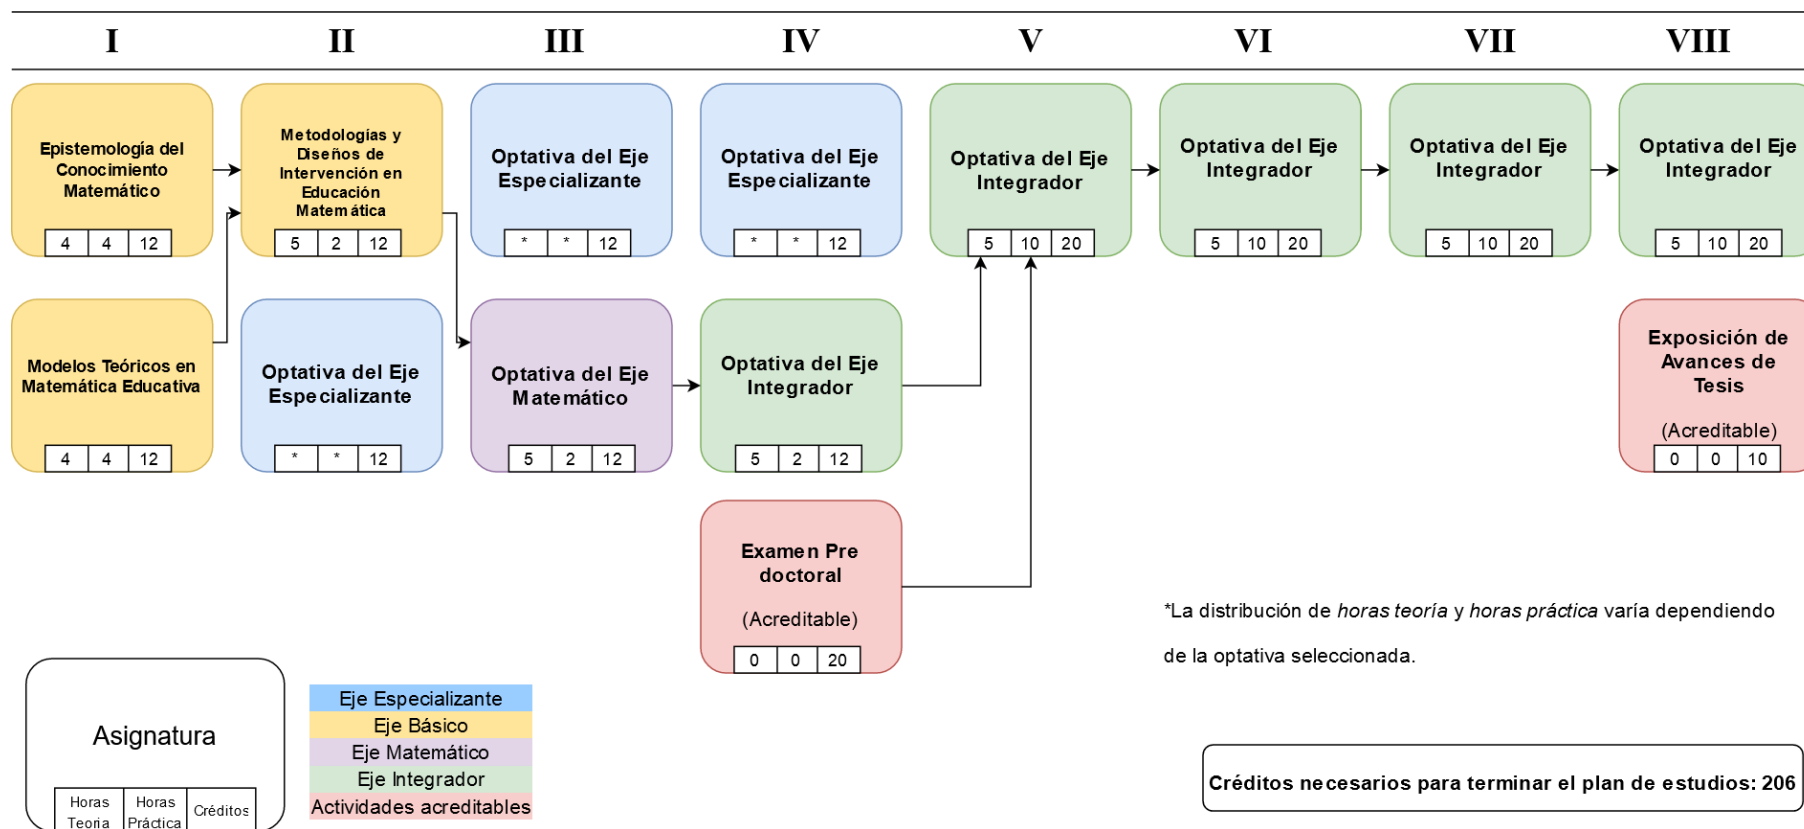 I II III IV V VI VII VIII
Epistemología del
Conocimiento
Matemático
4 4 12
Metodologías y
Diseños de
Intervención en
Educación
Matemática
5 2 12
Optativa del Eje
Especializante
* * 12
Optativa del Eje
Especializante
* * 12
Optativa del Eje
Integrador
5 10 20
Optativa del Eje
Integrador
5 10 20
Optativa del Eje
Integrador
5 10 20
Optativa del Eje
Integrador
5 10 20
Modelos Teóricos en
Matemática Educativa
4 4 12
Optativa del Eje
Especializante
* * 12
Optativa del Eje
Matemático
5 2 12
Optativa del Eje
Integrador
5 2 12
Exposición de
Avances de
Tesis
(Acreditable)
0 0 10
Examen Pre
doctoral
(Acreditable)
0 0 20
*La distribución de horas teoría y horas práctica varía dependiendo
de la optativa seleccionada.
Asignatura
Horas Teoria
Horas Práctica
Créditos
Eje Especializante
Eje Básico
Eje Matemático
Eje Integrador
Actividades acreditables
Créditos necesarios para terminar el plan de estudios: 206